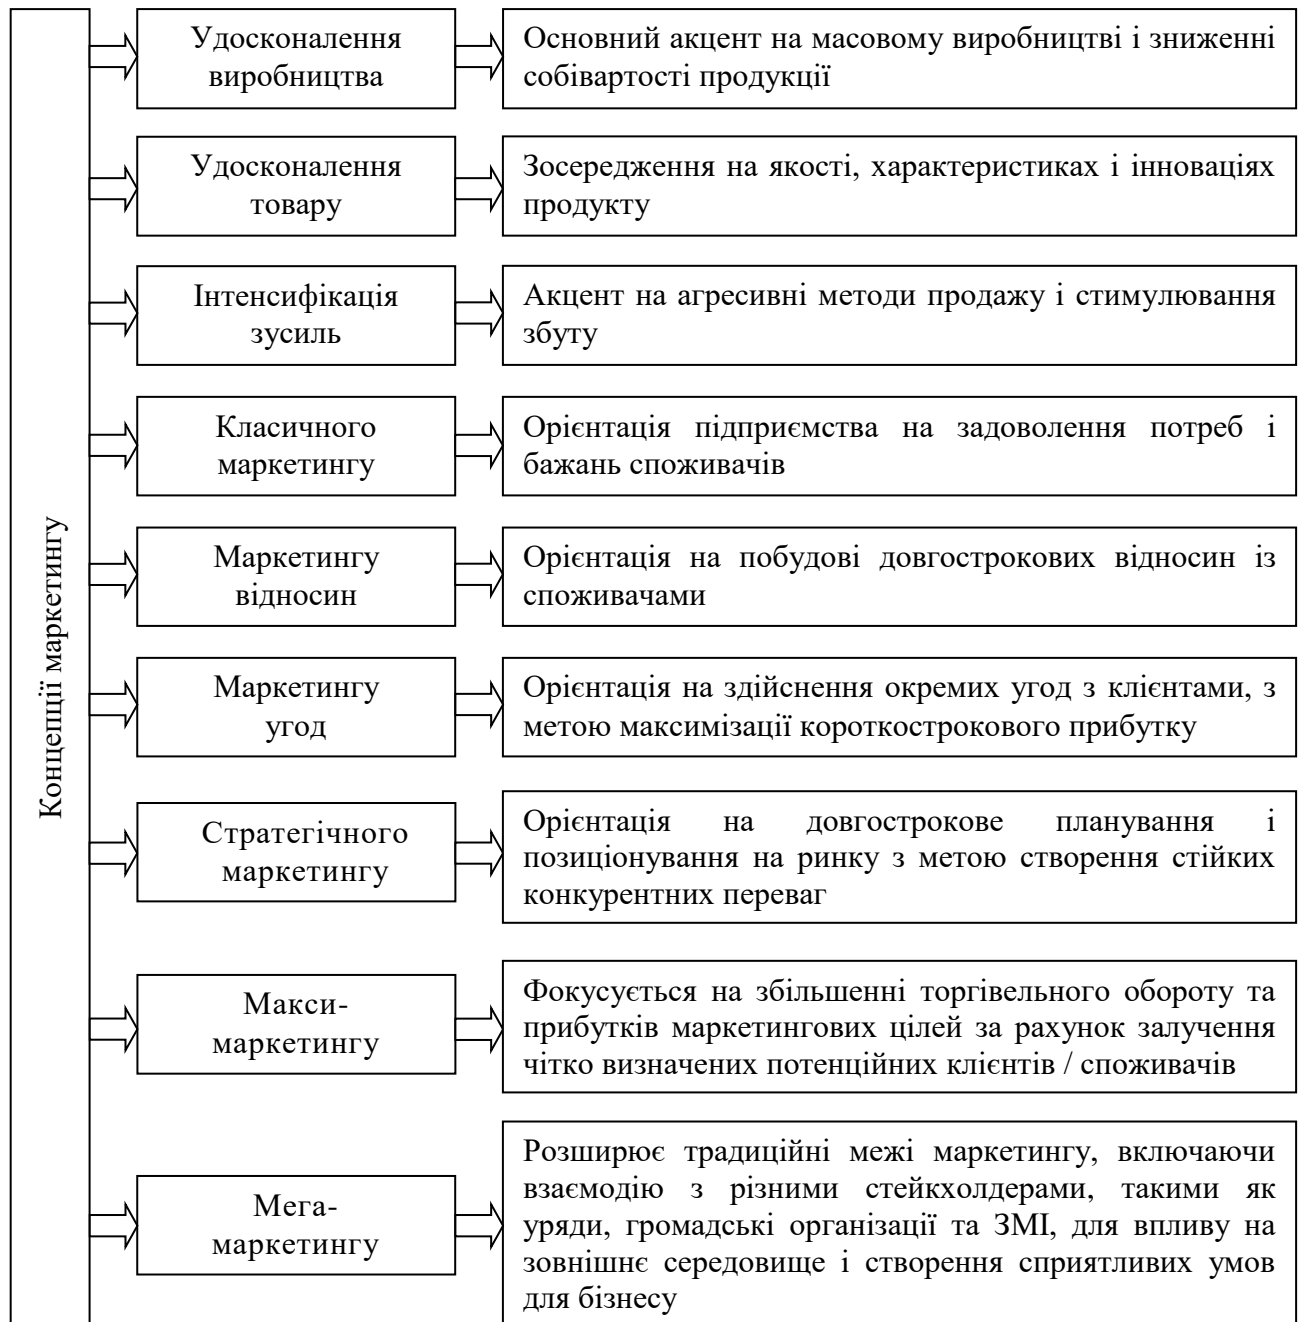 Концепції маркетингу
Удосконалення
виробництва
Основний акцент на масовому виробництві і зниженні
собівартості продукції
Удосконалення
товару
Зосередження на якості, характеристиках і інноваціях
продукту
Інтенсифікація
зусиль
Акцент на агресивні методи продажу і стимулювання
збуту
Класичного
маркетингу
Орієнтація підприємства на задоволення потреб і
бажань споживачів
Маркетингу
відносин
Орієнтація на побудові довгострокових відносин із
споживачами
Маркетингу
угод
Орієнтація на здійснення окремих угод з клієнтами, з
метою максимізації короткострокового прибутку
Стратегічного
маркетингу
Орієнтація на довгострокове планування і
позиціонування на ринку з метою створення стійких
конкурентних переваг
Макси-
маркетингу
Фокусується на збільшенні торгівельного обороту та
прибутків маркетингових цілей за рахунок залучення
чітко визначених потенційних клієнтів / споживачів
Мега-
маркетингу
Розширює традиційні межі маркетингу, включаючи
взаємодію з різними стейкхолдерами, такими як
уряди, громадські організації та ЗМІ, для впливу на
зовнішнє середовище і створення сприятливих умов
для бізнесу